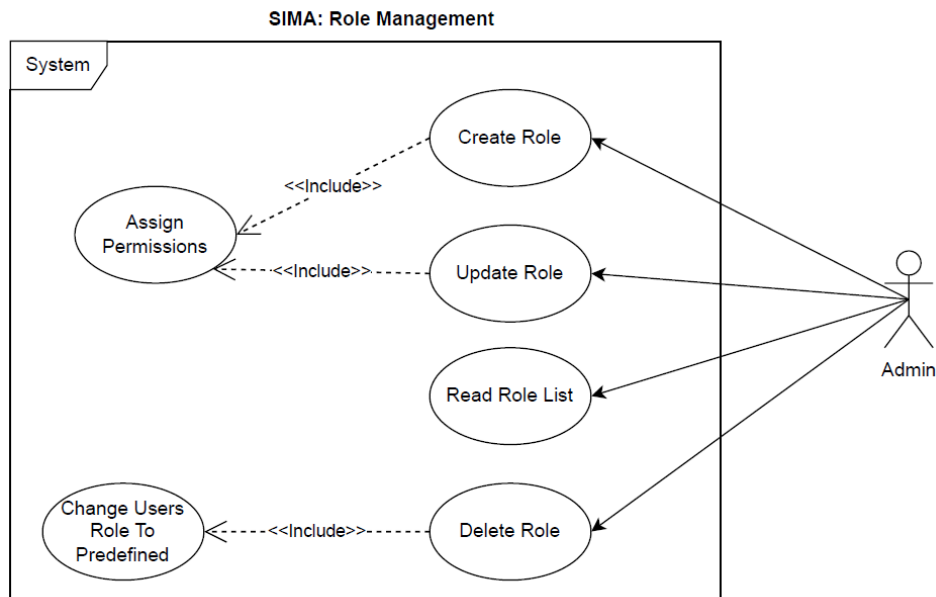 SIMA: Role Management
System
Create Role
<<Include>>
Assign
Permissions
<<Include>>
Update Role
Admin
Read Role List
Change Users
Role To
Predefined
<<Include>>
Delete Role